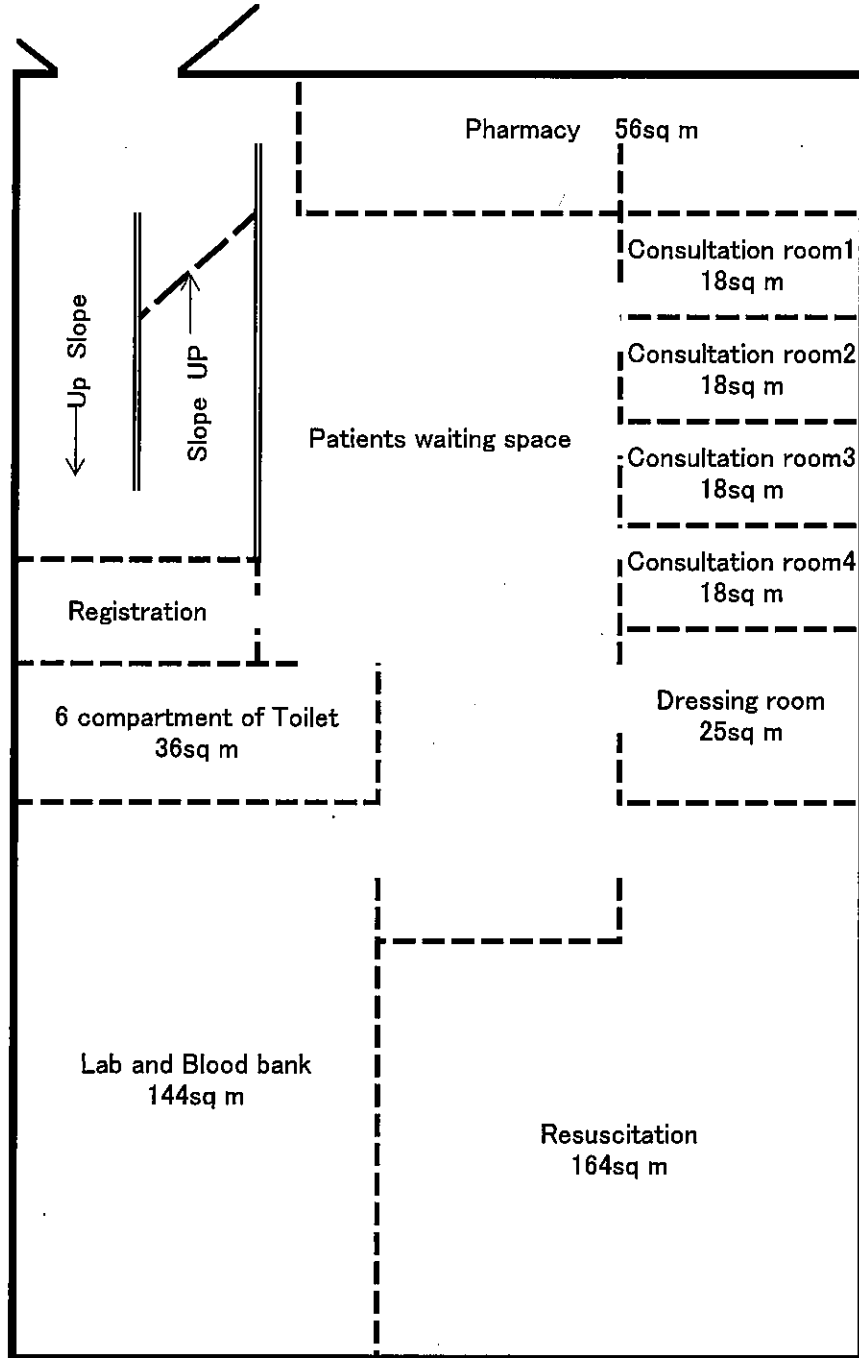 Pharmacy 56sq m
Consultation room1
18sq m
Up Slope
Slope UP
Consultation room2
18sq m
Patients waiting space
Consultation room3
18sq m
Consultation room4
18sq m
Registration
6 compartment of Toilet
36sq m
Dressing room
25sq m
Lab and Blood bank
144sq m
Resuscitation
164sq m